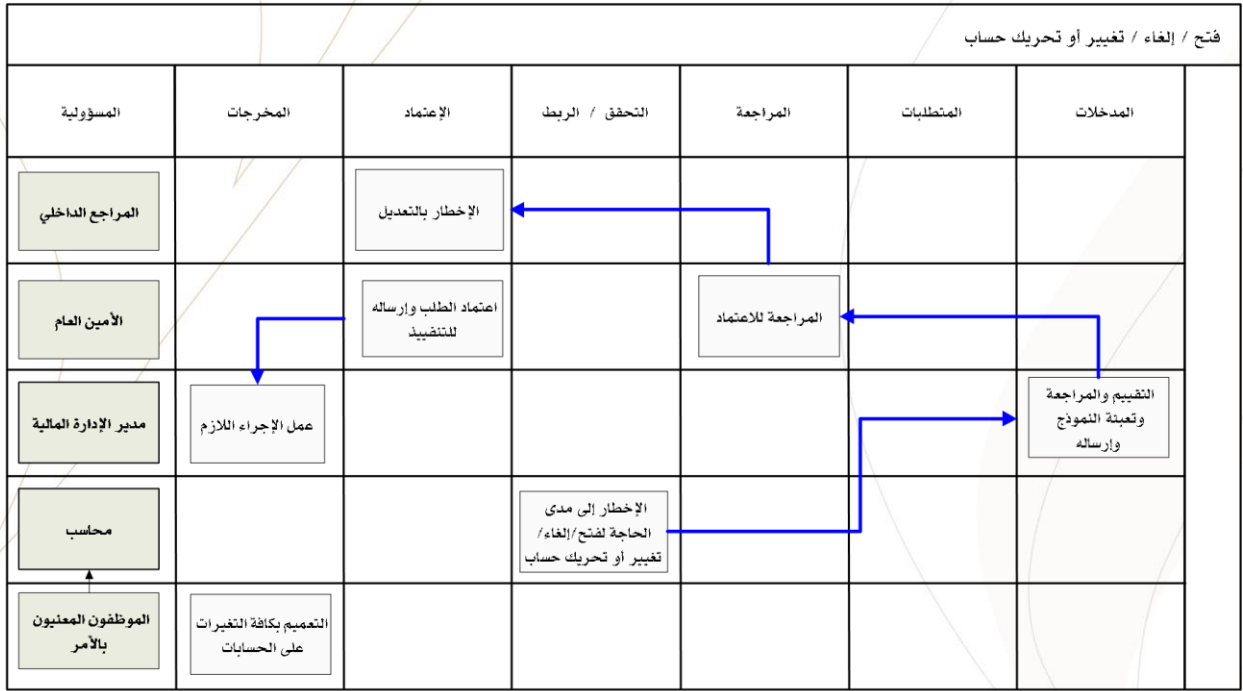 فتح / إلغاء / تغيير أو تحريك حساب
المدخلات
المتطلبات
المراجعة
التحقق / الربط
الإعتماد
المخرجات
المسؤولية
الإخطار بالتعديل
المراجع الداخلي
المراجعة للاعتماد
اعتماد الطلب وإرساله
للتنفييذ
الأمين العام
التقييم والمراجعة
وتعبئة النموذج
وإرساله
عمل الإجراء اللازم
مدير الإدارة المالية
الإخطار إلى مدى
الحاجة لفتح/إلغاء/
تغيير أو تحريك حساب
محاسب
التعميم بكافة التغيرات
على الحسابات
الموظفون المعنيون
بالأمر